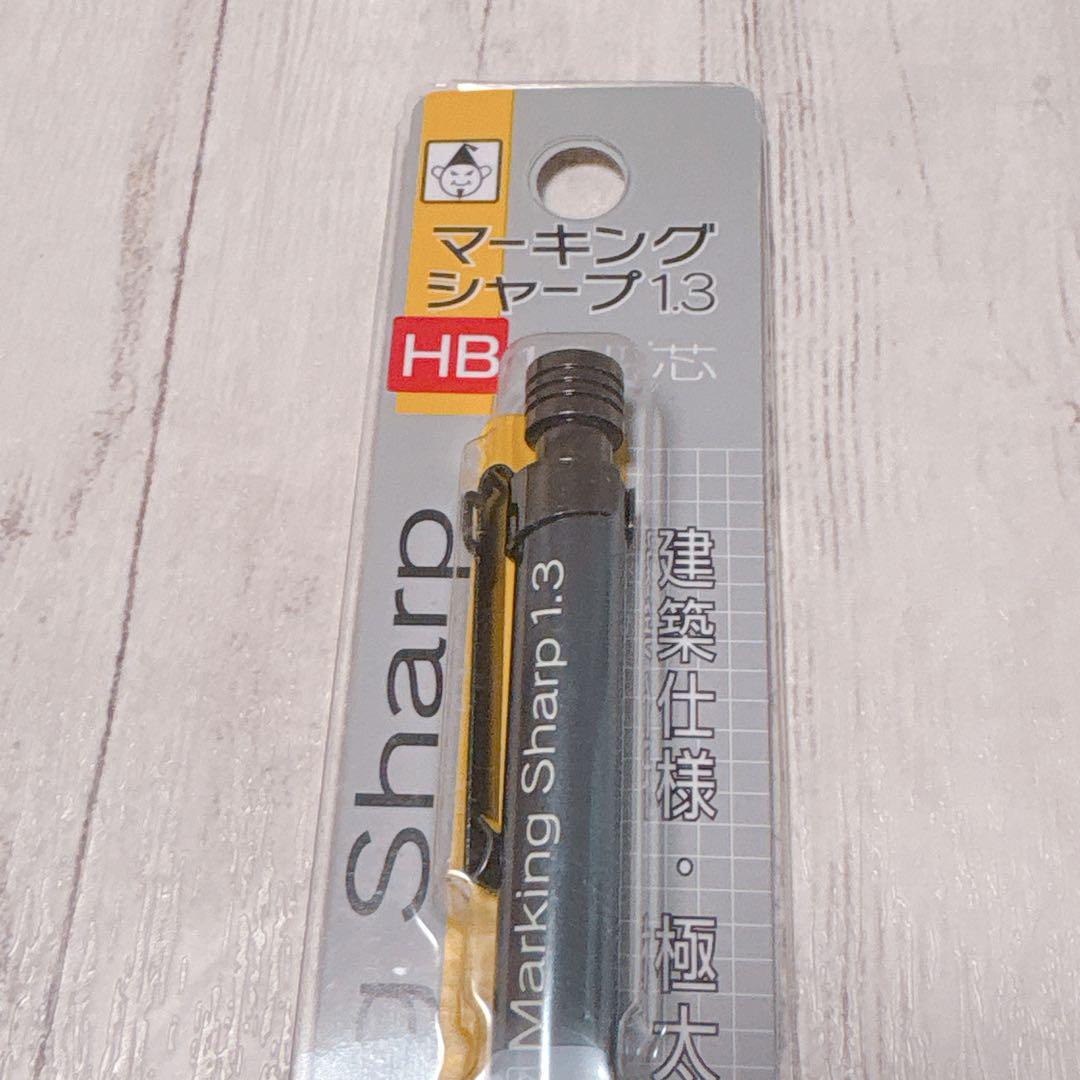 マーキング
シャープ1.3
HB
芯
Sharp
Marking Sharp 1.3
建築仕様・極太